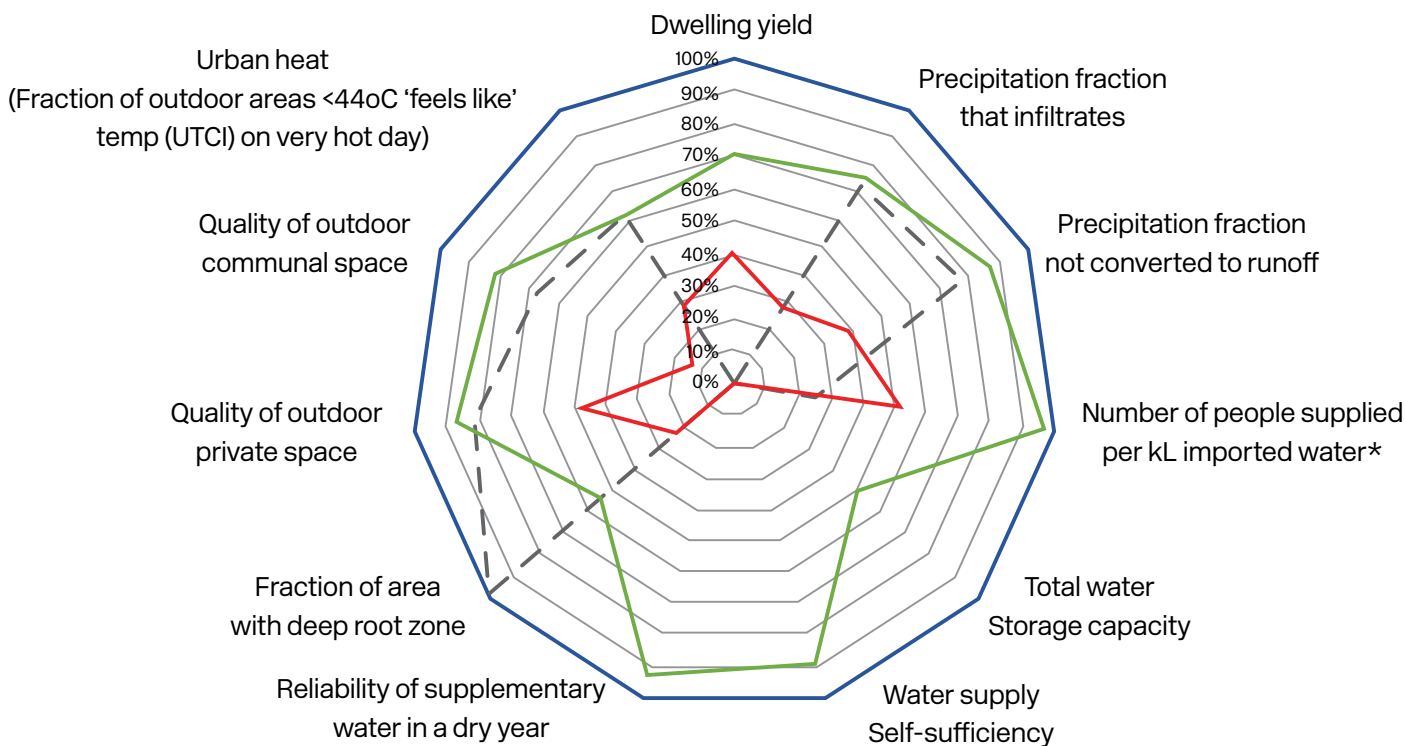 Dwelling yield
100%
90%
80%
70%
60%
50%
40%
30%
20%
10%
0%
Precipitation fraction
that infiltrates
Precipitation fraction
not converted to runoff
Number of people supplied
per kL imported water*
Total water
Storage capacity
Water supply
Self-sufficiency
Reliability of supplementary
water in a dry year
Fraction of area
with deep root zone
Quality of outdoor
private space
Quality of outdoor
communal space
Urban heat
(Fraction of outdoor areas <44oC ‘feels like’
temp (UTCI) on very hot day)